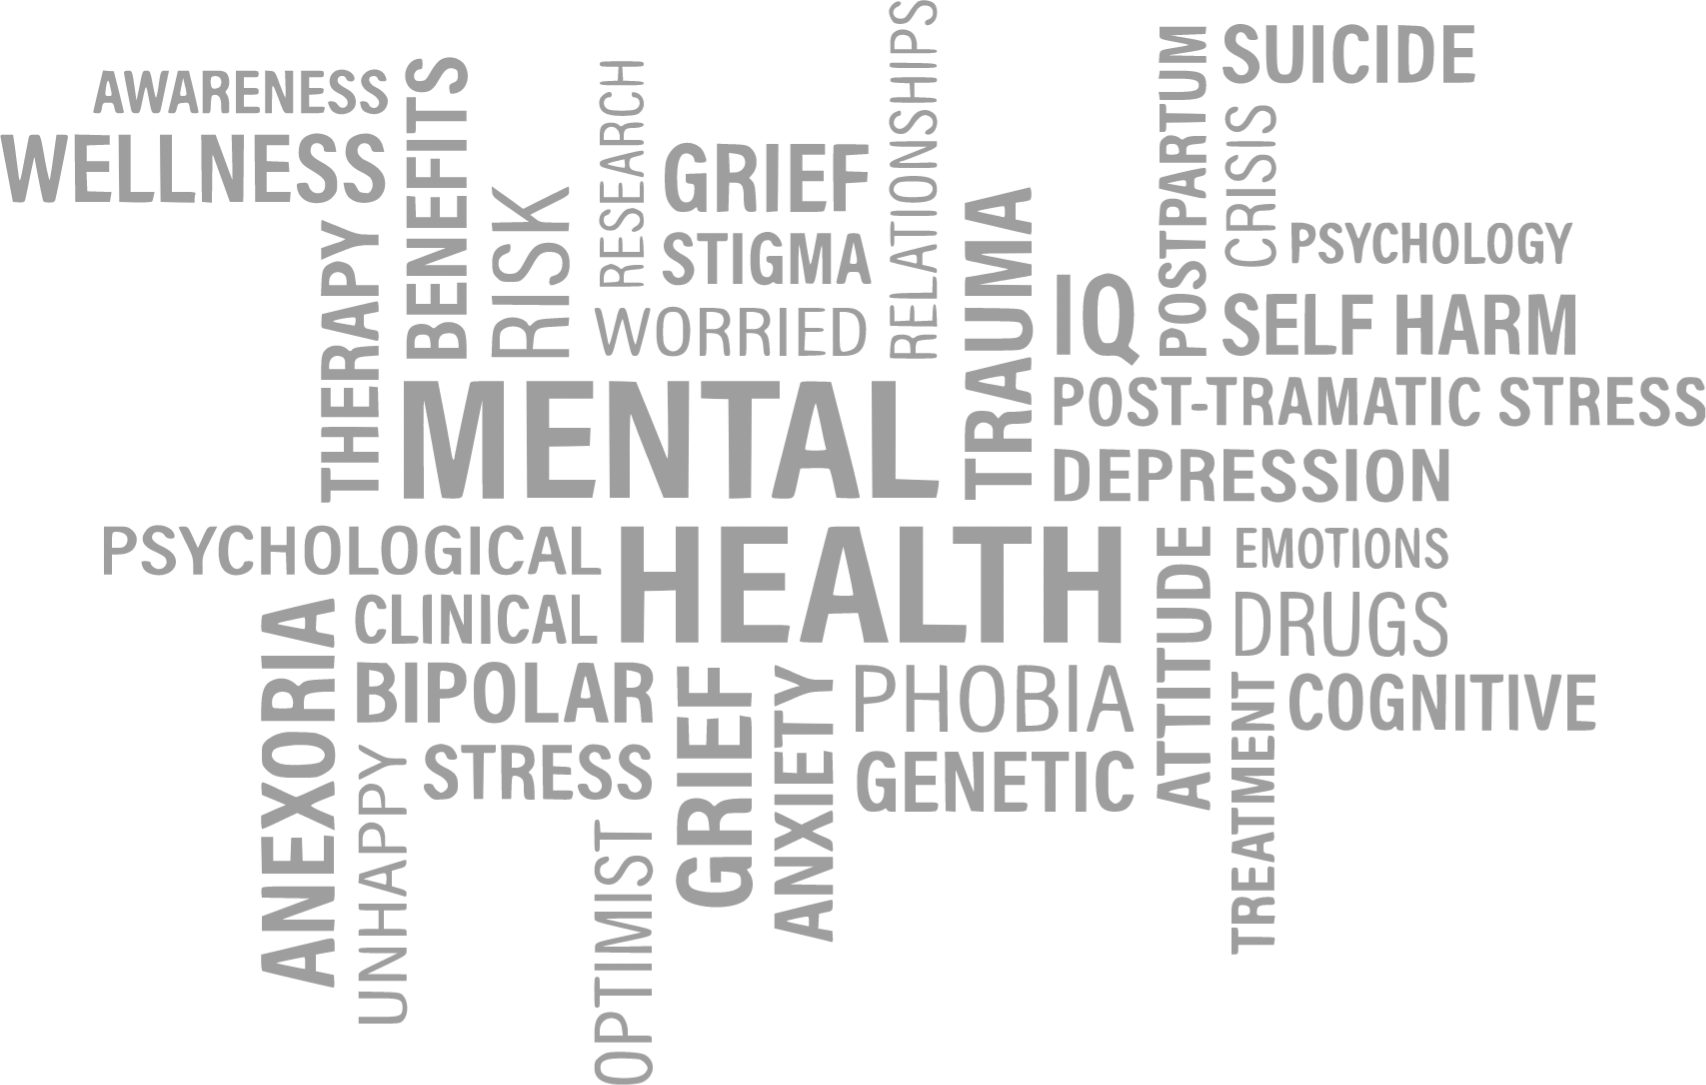 AWARENESS
WELLNESS
THERAPY
BENEFITS
RISK
RESEARCH
GRIEF
STIGMA
WORRIED
RELATIONSHIPS
TRAUMA
IQ
POSTPARTUM
SUICIDE
CRISIS
PSYCHOLOGY
SELF HARM
POST-TRAMATIC STRESS
DEPRESSION
MENTAL
HEALTH
PSYCHOLOGICAL
CLINICAL
ANEXORIA
BIPOLAR
UNHAPPY
STRESS
OPTIMIST
GRIEF
ANXIETY
PHOBIA
GENETIC
ATTITUDE
EMOTIONS
DRUGS
TREATMENT
COGNITIVE